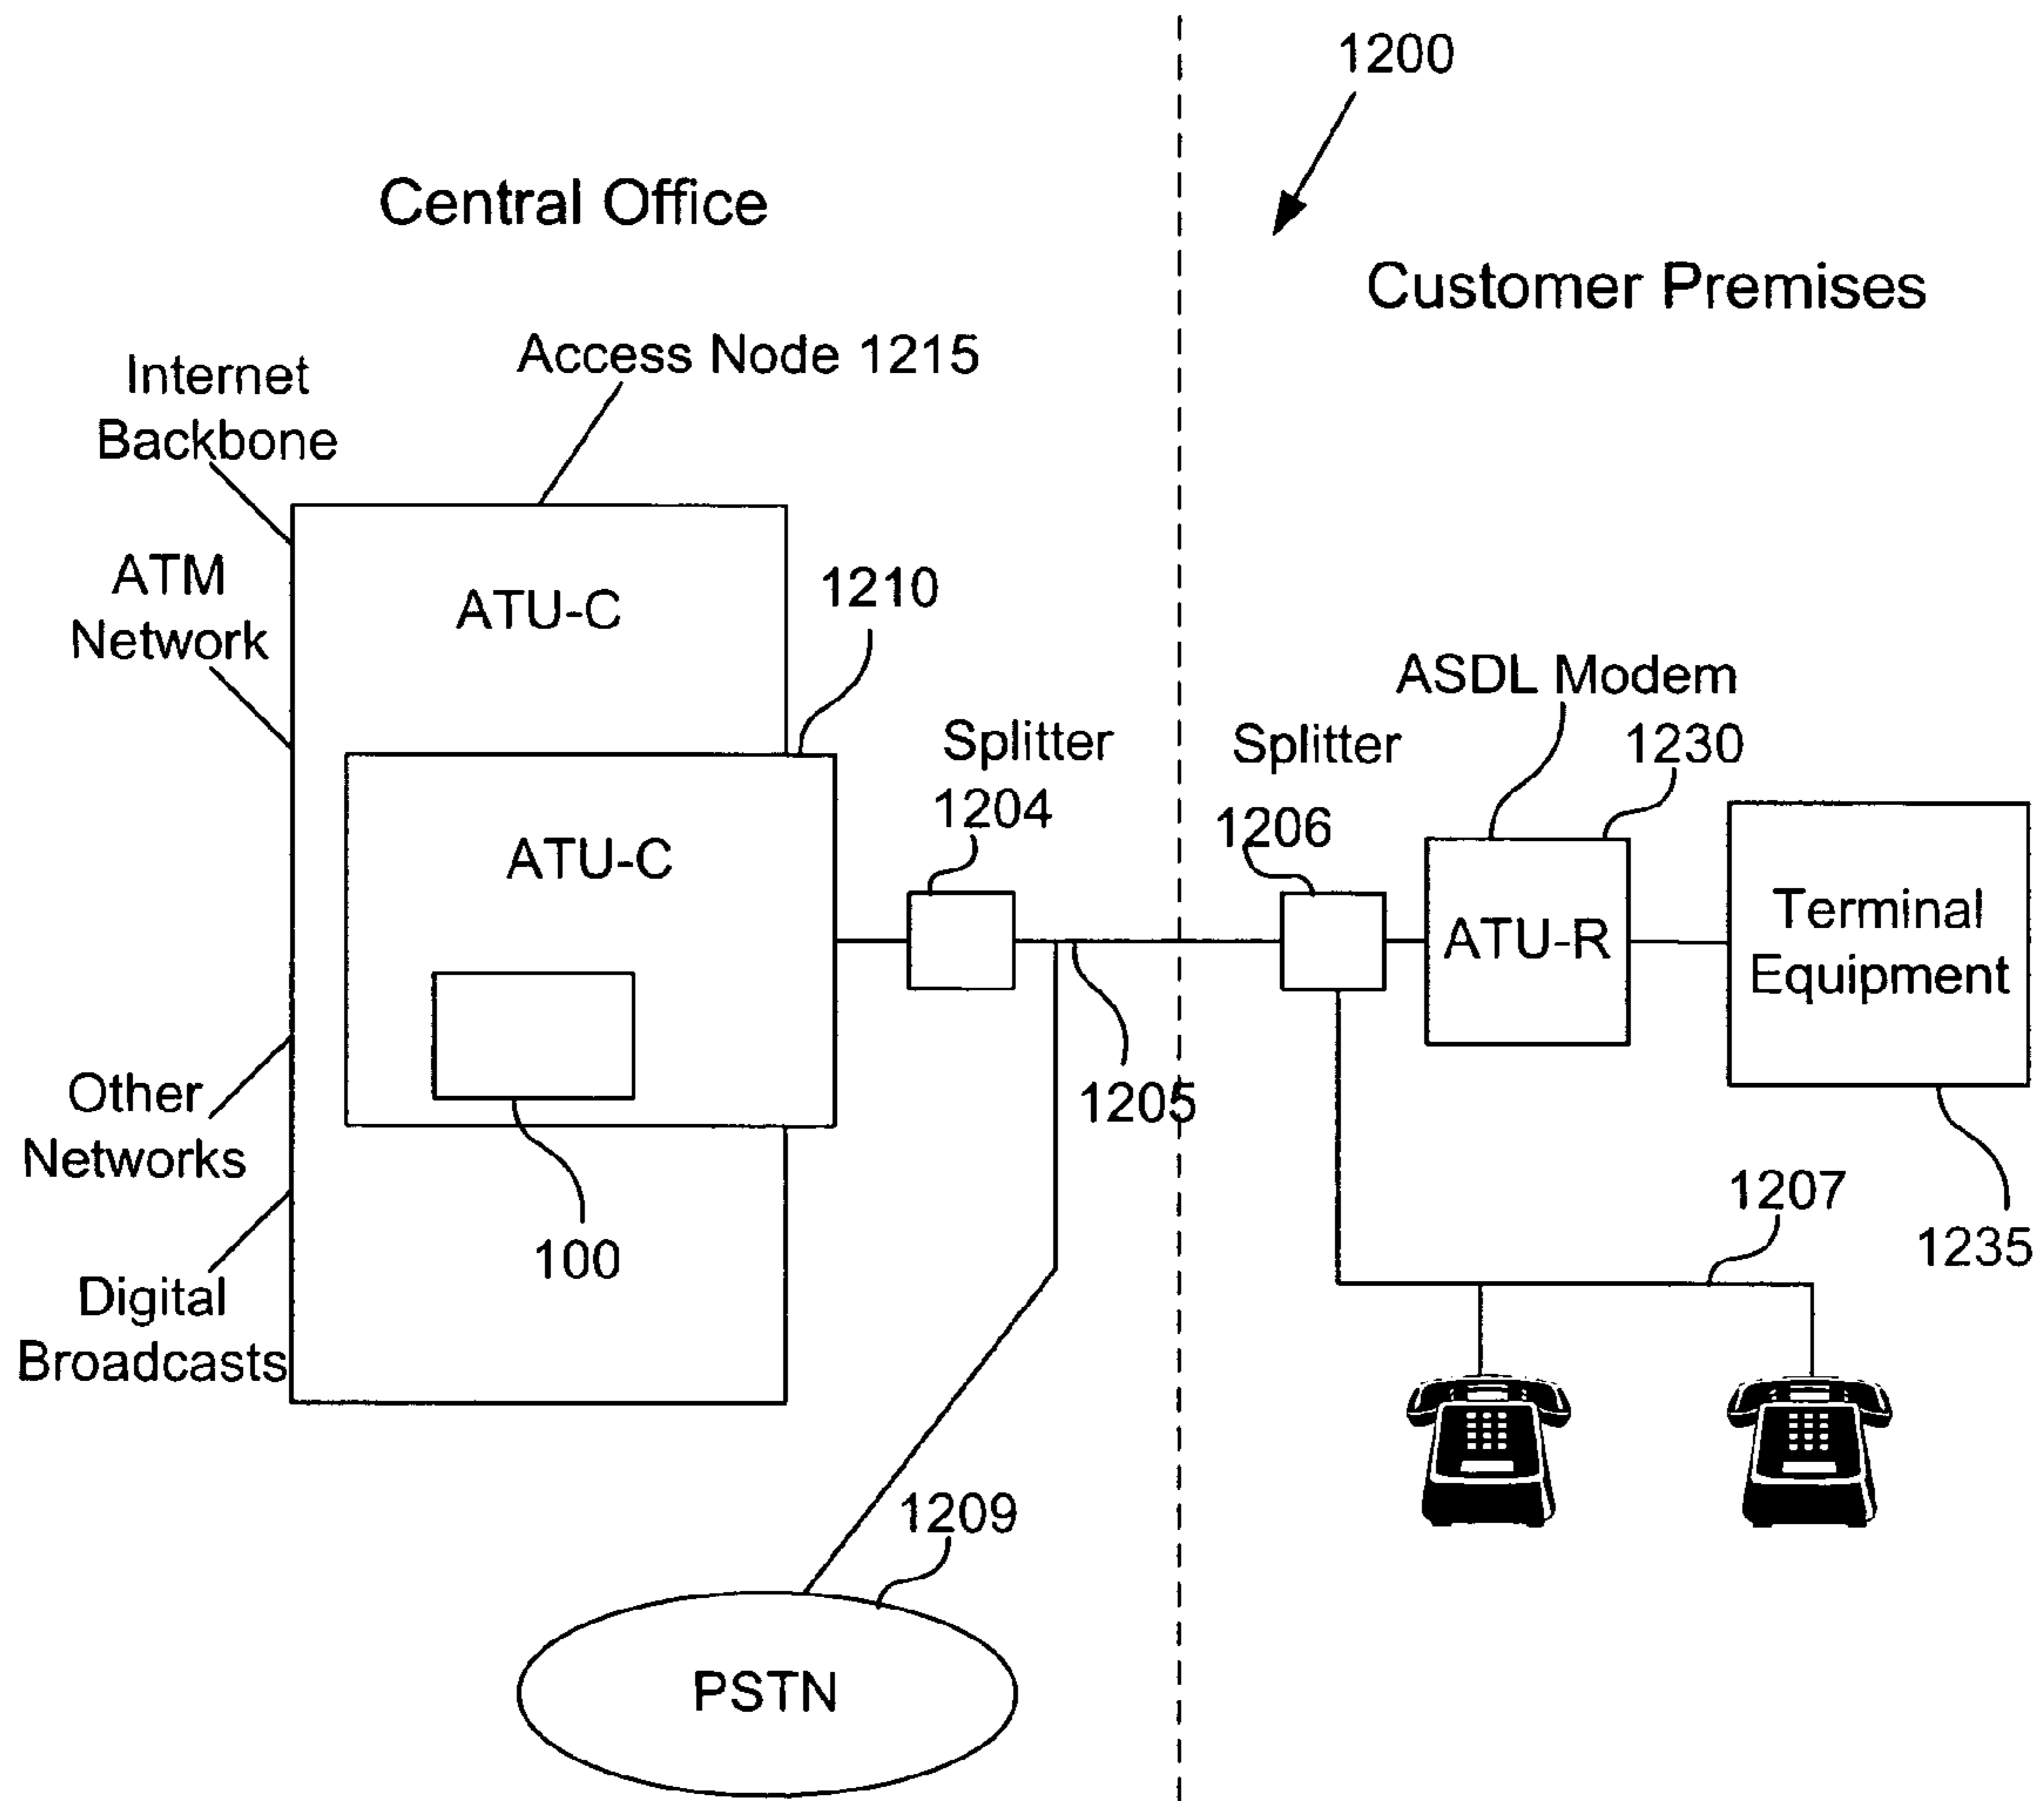 1200
Central Office
Customer Premises
Access Node 1215
Internet
Backbone
ATM
Network
ATU-C
1210
Splitter
1204
Splitter
1206
ASDL Modem
1230
ATU-C
ATU-R
Terminal
Equipment
1205
Other
Networks
100
1207
1235
Digital
Broadcasts
1209
PSTN